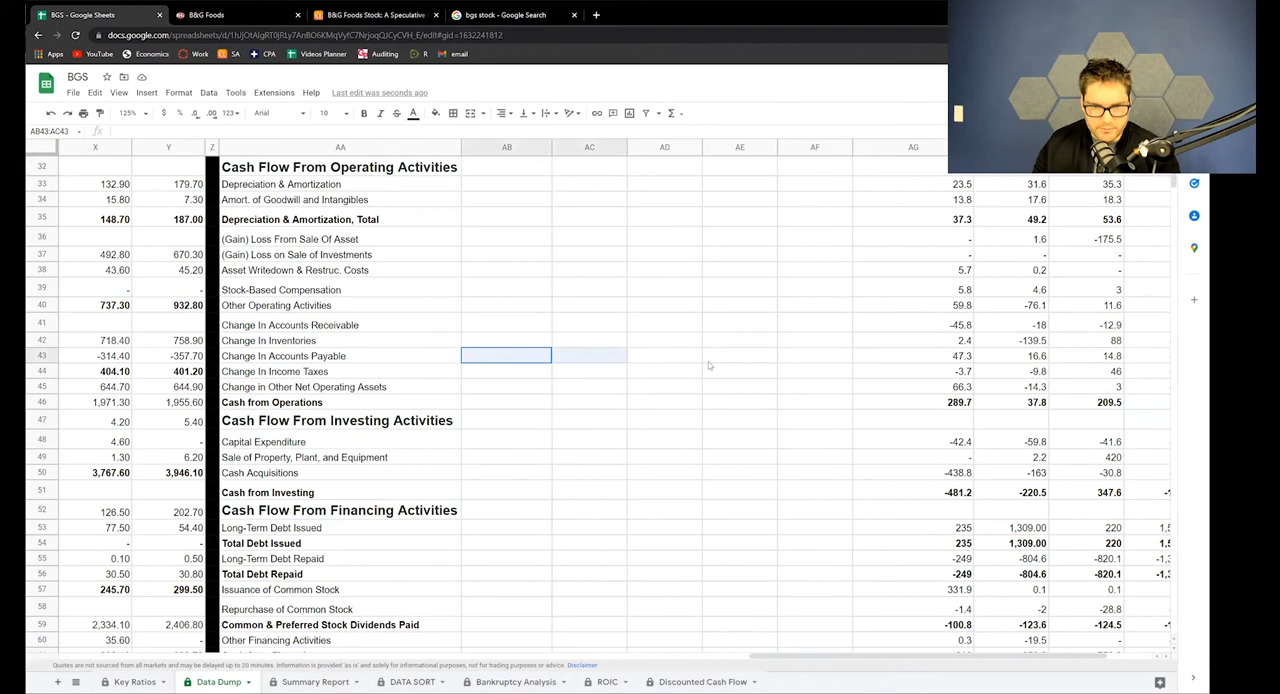 BGS - Google Sheets B&G Foods B&G Foods Stock: A Speculative bgs stock - Google Search
docs.google.com/spreadsheets/d/
Apps YouTube Economics Work SA CPA Videos Planner Auditing R email
BGS
File Edit View Insert Format Data Tools Extensions Help Last edit was seconds ago
125% $ % .0 .00 123 Arial 10 B I S A
AB43:AC43 fx
X Y Z AA AB AC AD AE AF AG
32 Cash Flow From Operating Activities
33 132.90 179.70 Depreciation & Amortization 23.5 31.6 35.3
34 15.80 7.30 Amort. of Goodwill and Intangibles 13.8 17.6 18.3
35 148.70 187.00 Depreciation & Amortization, Total 37.3 49.2 53.6
36 (Gain) Loss From Sale Of Asset - 1.6 -175.5
37 492.80 670.30 (Gain) Loss on Sale of Investments - - -
38 43.60 45.20 Asset Writedown & Restruc. Costs 5.7 0.2 -
39 - - Stock-Based Compensation 5.8 4.6 3
40 737.30 932.80 Other Operating Activities 59.8 -76.1 11.6
41 Change In Accounts Receivable -45.8 -18 -12.9
42 718.40 758.90 Change In Inventories 2.4 -139.5 88
43 -314.40 -357.70 Change In Accounts Payable 47.3 16.6 14.8
44 404.10 401.20 Change In Income Taxes -3.7 -9.8 46
45 644.70 644.90 Change in Other Net Operating Assets 66.3 -14.3 3
46 1,971.30 1,955.60 Cash from Operations 289.7 37.8 209.5
47 4.20 5.40 Cash Flow From Investing Activities
48 4.60 - Capital Expenditure -42.4 -59.8 -41.6
49 1.30 6.20 Sale of Property, Plant, and Equipment - 2.2 420
50 3,767.60 3,946.10 Cash Acquisitions -438.8 -163 -30.8
51 Cash from Investing -481.2 -220.5 347.6 -1
52 126.50 202.70 Cash Flow From Financing Activities
53 77.50 54.40 Long-Term Debt Issued 235 1,309.00 220 1,5
54 - - Total Debt Issued 235 1,309.00 220 1,5
55 0.10 0.50 Long-Term Debt Repaid -249 -804.6 -820.1 -1,3
56 30.50 30.80 Total Debt Repaid -249 -804.6 -820.1 -1,3
57 245.70 299.50 Issuance of Common Stock 331.9 0.1 0.1
58 Repurchase of Common Stock -1.4 -2 -28.8
59 2,334.10 2,406.80 Common & Preferred Stock Dividends Paid -100.8 -123.6 -124.5 -1
60 35.60 - Other Financing Activities 0.3 -19.5 -
Quotes are not sourced from all markets and may be delayed up to 20 minutes. Information is provided 'as is' and solely for informational purposes, not for trading purposes or advice. Disclaimer
Key Ratios Data Dump Summary Report DATA SORT Bankruptcy Analysis ROIC Discounted Cash Flow